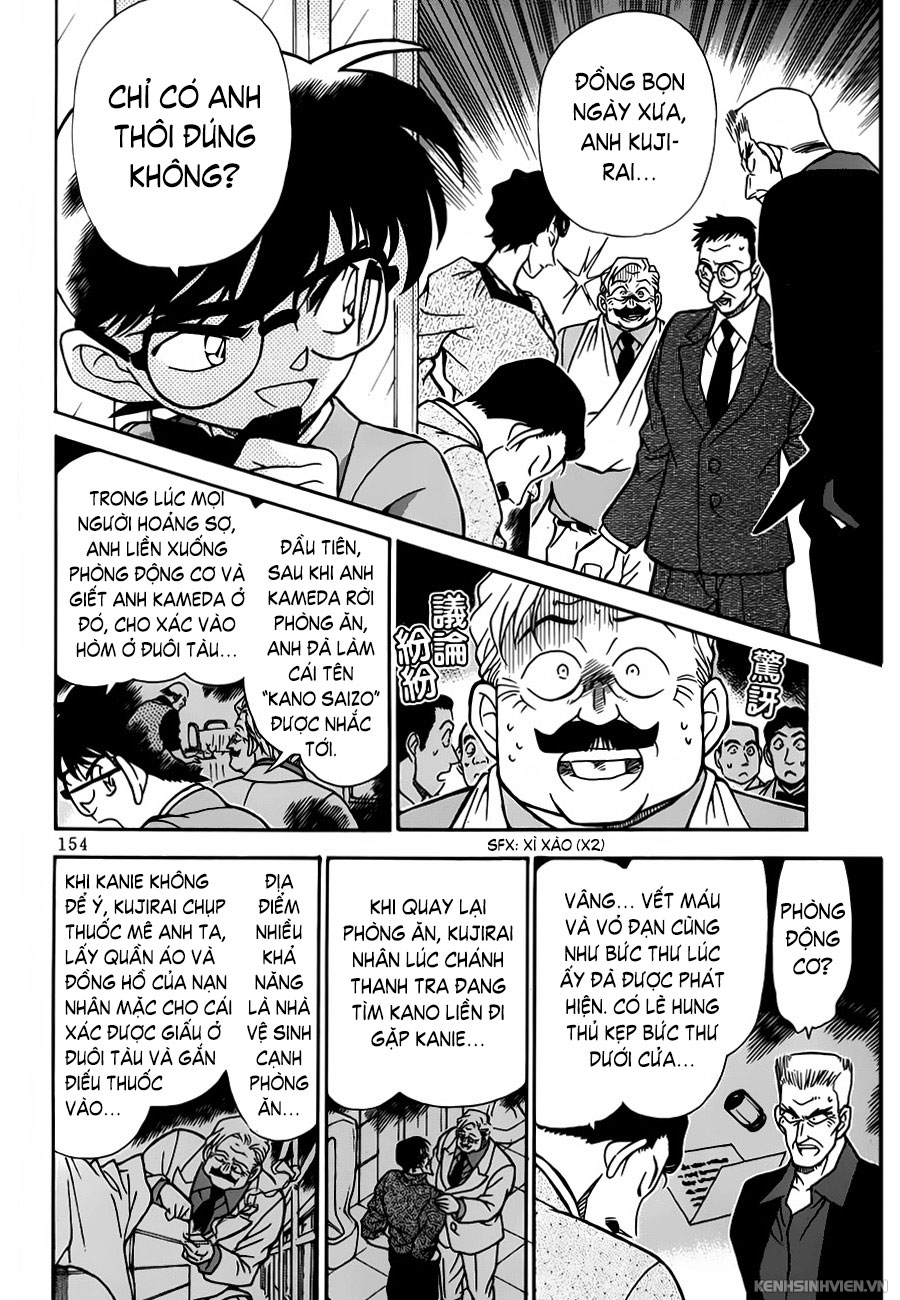 ĐỒNG BỌN
NGÀY XƯA,
ANH KUJI-
RAI...
CHỈ CÓ ANH
THÔI ĐÚNG
KHÔNG?
驚訝
議論
紛紛
ĐẦU TIÊN,
SAU KHI ANH
KAMEDA RỜI
PHÒNG ĂN,
ANH ĐÃ LÀM
CÁI TÊN
“KANO SAIZO”
ĐƯỢC NHẮC
TỚI.
TRONG LÚC MỌI
NGƯỜI HOẢNG SỢ,
ANH LIỀN XUỐNG
PHÒNG ĐỘNG CƠ VÀ
GIẾT ANH KAMEDA Ở
ĐÓ, CHO XÁC VÀO
HÒM Ở ĐUÔI TÀU...
154
SFX: XÌ XÀO (X2)
PHÒNG
ĐỘNG
CƠ?
VÂNG... VẾT MÁU
VÀ VỎ ĐẠN CŨNG
NHƯ BỨC THƯ LÚC
ẤY ĐÃ ĐƯỢC PHÁT
HIỆN. CÓ LẼ HUNG
THỦ KẸP BỨC THƯ
DƯỚI CỬA...
KHI QUAY LẠI
PHÒNG ĂN, KUJIRAI
NHÂN LÚC CHÁNH
THANH TRA ĐANG
TÌM KANO LIỀN ĐI
GẶP KANIE...
ĐỊA
ĐIỂM
NHIỀU
KHẢ
NĂNG
LÀ NHÀ
VỆ SINH
CẠNH
PHÒNG
ĂN...
KHI KANIE KHÔNG
ĐỂ Ý, KUJIRAI CHỤP
THUỐC MÊ ANH TA,
LẤY QUẦN ÁO VÀ
ĐỒNG HỒ CỦA NẠN
NHÂN MẶC CHO CÁI
XÁC ĐƯỢC GIẤU Ở
ĐUÔI TÀU VÀ GẮN
ĐIẾU THUỐC
VÀO...
KENHSINHVIEN.VN